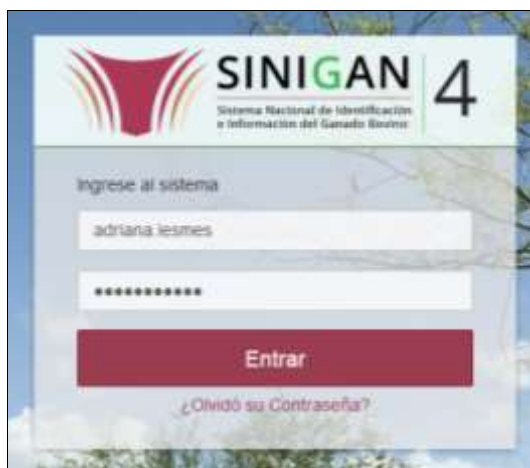 SINIGAN 4
Sistema Nacional de Identificación
e Información del Ganado Bovino
Ingrese al sistema
adriana lesmes
•••••••••••
Entrar
¿Olvidó su Contraseña?